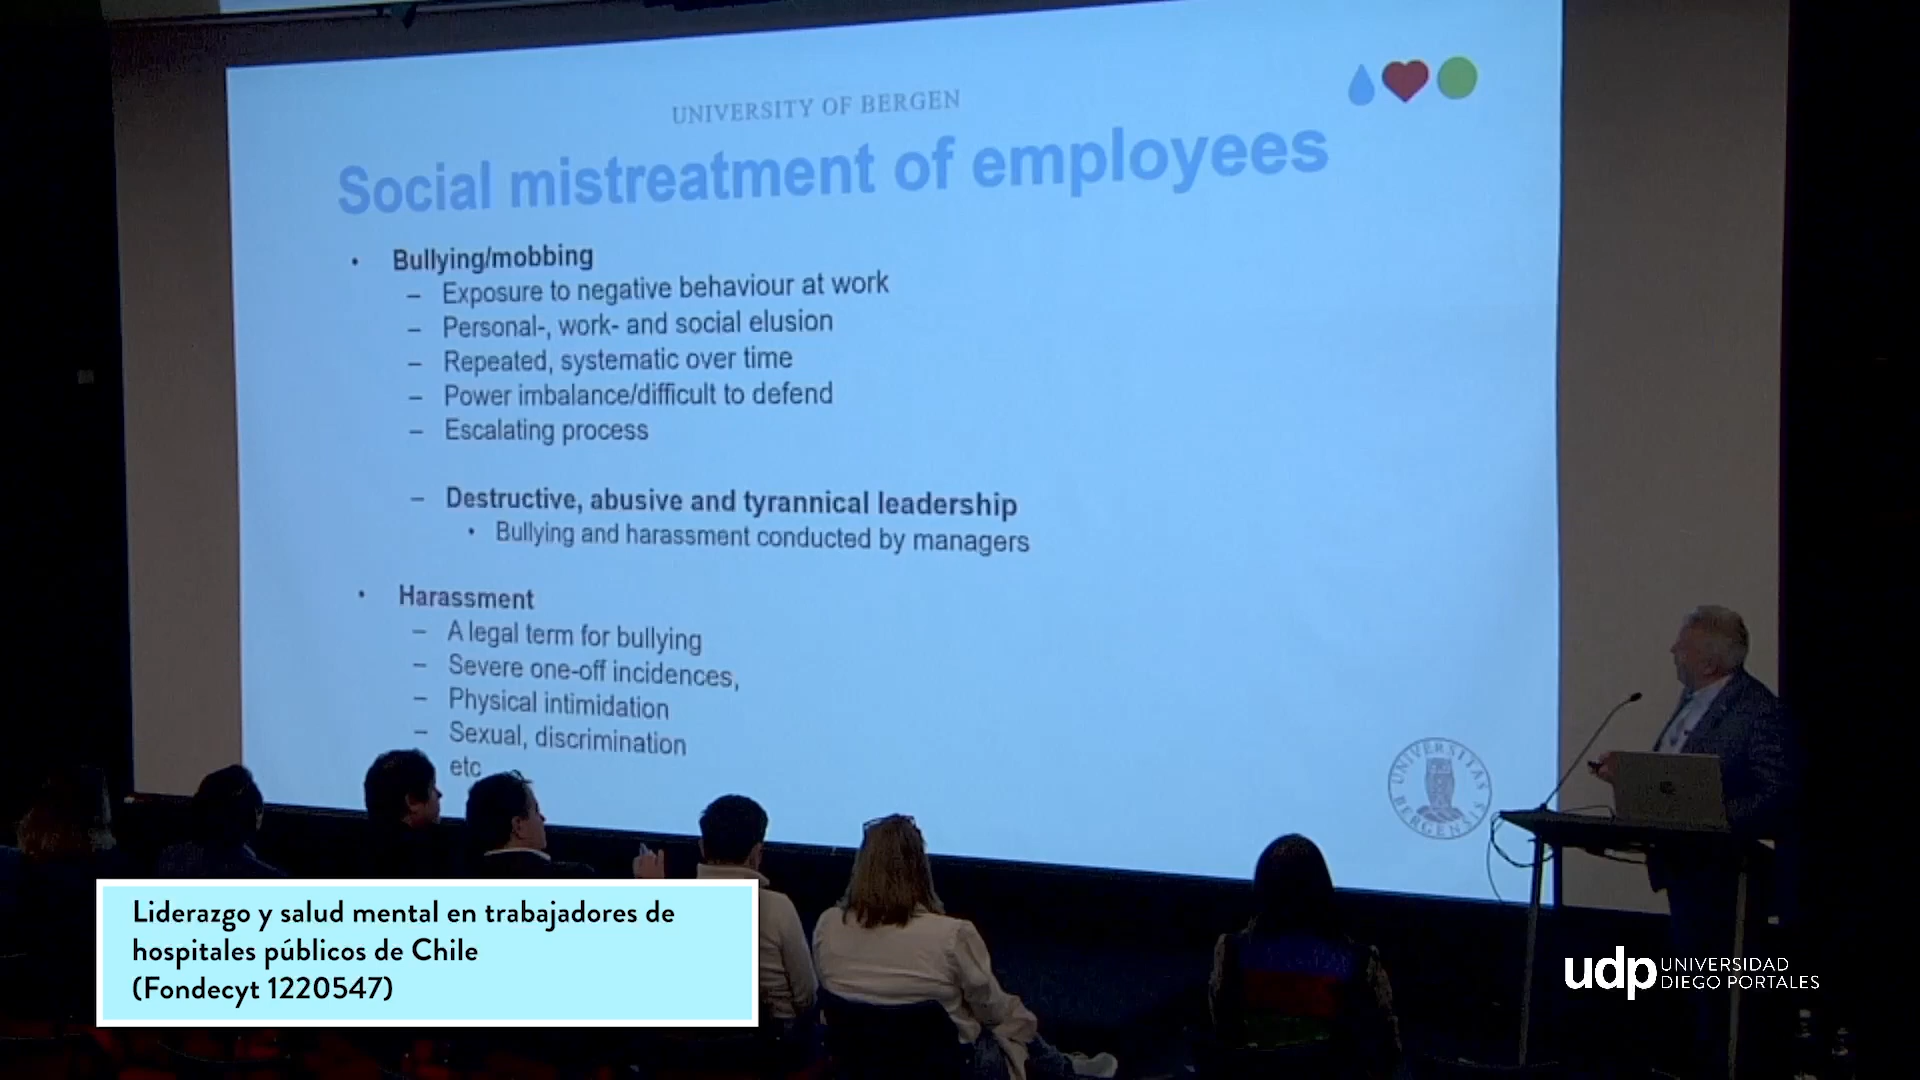 UNIVERSITY OF BERGEN
Social mistreatment of employees
• Bullying/mobbing
– Exposure to negative behaviour at work
– Personal-, work- and social elusion
– Repeated, systematic over time
– Power imbalance/difficult to defend
– Escalating process
– Destructive, abusive and tyrannical leadership
• Bullying and harassment conducted by managers
• Harassment
– A legal term for bullying
– Severe one-off incidences,
– Physical intimidation
– Sexual, discrimination
etc
UNIVERSITAS BERGENSIS
Liderazgo y salud mental en trabajadores de
hospitales públicos de Chile
(Fondecyt 1220547)
udp UNIVERSIDAD
DIEGO PORTALES